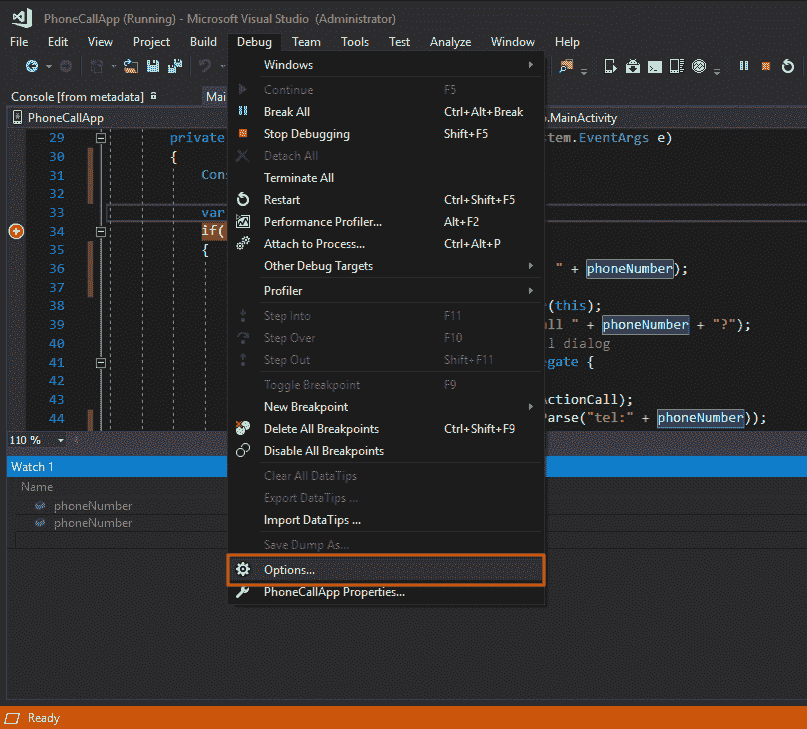 PhoneCallApp (Running) - Microsoft Visual Studio (Administrator)
File Edit View Project Build Debug Team Tools Test Analyze Window Help
Console [from metadata] Mai
PhoneCallApp .MainActivity
Windows
Continue F5
Break All Ctrl+Alt+Break
Stop Debugging Shift+F5
Detach All
Terminate All
Restart Ctrl+Shift+F5
Performance Profiler... Alt+F2
Attach to Process... Ctrl+Alt+P
Other Debug Targets
Profiler
Step Into F11
Step Over F10
Step Out Shift+F11
Toggle Breakpoint F9
New Breakpoint
Delete All Breakpoints Ctrl+Shift+F9
Disable All Breakpoints
Clear All DataTips
Export DataTips ...
Import DataTips ...
Save Dump As...
Options...
PhoneCallApp Properties...
29 private stem.EventArgs e)
30 {
31 Cons
32
33 var
34 if(
35 {
36 " + phoneNumber);
37
38 (this);
39 all " + phoneNumber + "?");
40 l dialog
41 egate {
42
43 ActionCall);
44 Parse("tel:" + phoneNumber));
110 %
Watch 1
Name
phoneNumber
phoneNumber
Ready